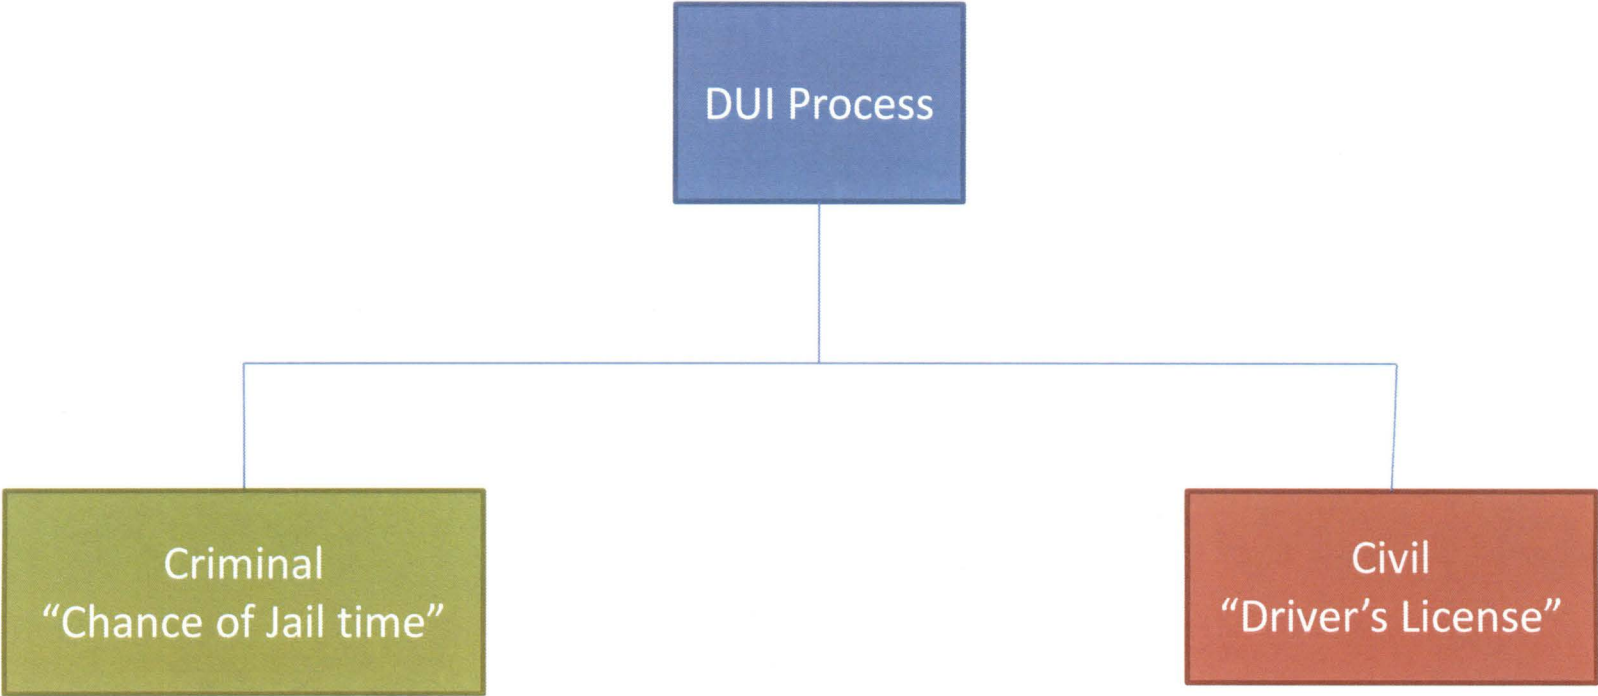 DUI Process
Criminal
“Chance of Jail time”
Civil
“Driver’s License”